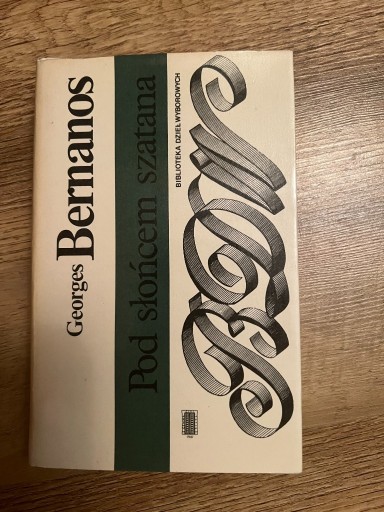 Georges Bernanos
Pod słońcem szatana
BIBLIOTEKA DZIEŁ WYBOROWYCH